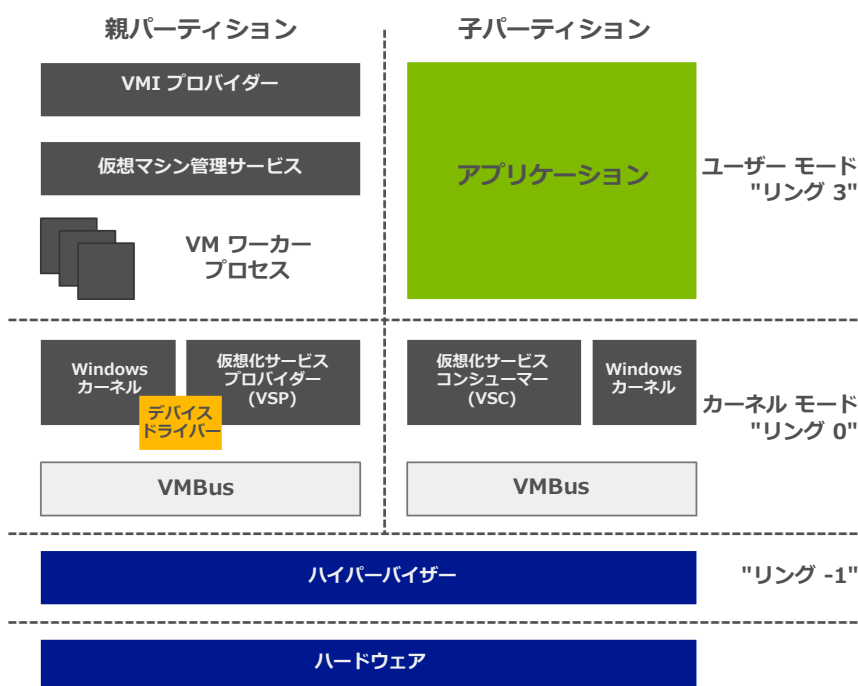 親パーティション
子パーティション
VMI プロバイダー
仮想マシン管理サービス
VM ワーカー
プロセス
アプリケーション
ユーザー モード
"リング 3"
Windows
カーネル
仮想化サービス
プロバイダー
(VSP)
デバイス
ドライバー
仮想化サービス
コンシューマー
(VSC)
Windows
カーネル
カーネル モード
"リング 0"
VMBus
VMBus
ハイパーバイザー
"リング -1"
ハードウェア